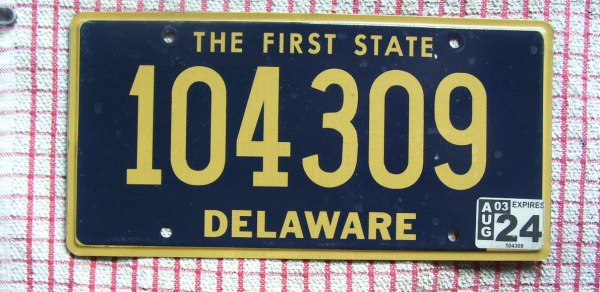 THE FIRST STATE
104309
DELAWARE
AUG 03 EXPIRES
24
104309